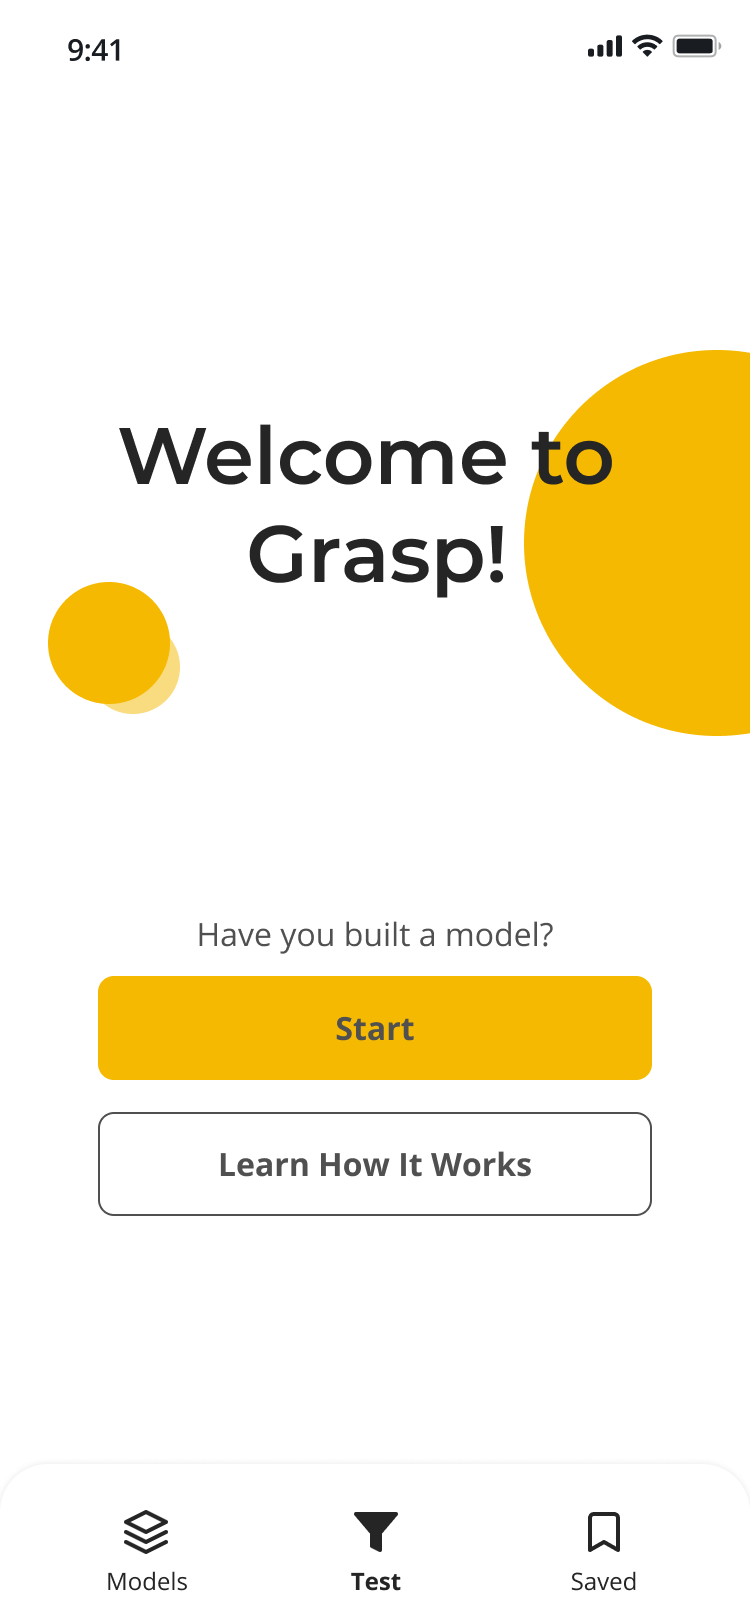 9:41
Welcome to
Grasp!
Have you built a model?
Start
Learn How It Works
Models
Test
Saved